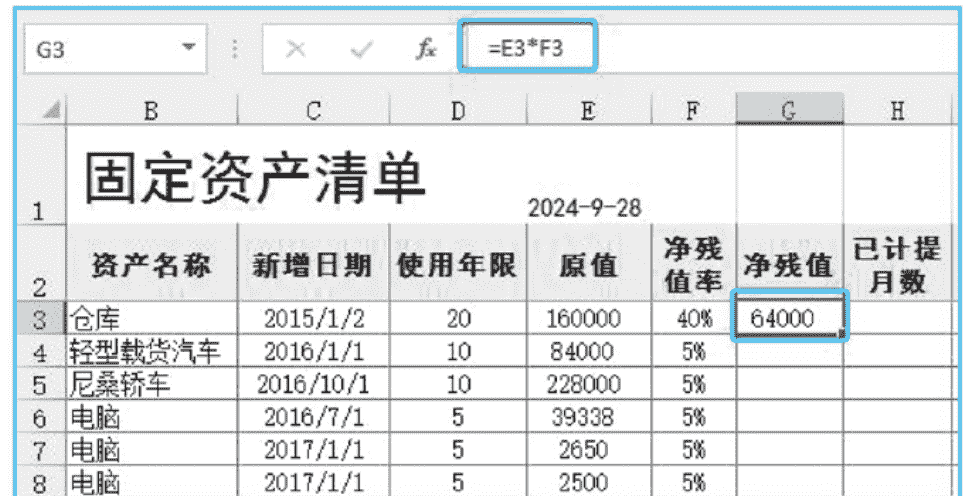 G3 fx =E3*F3
B C D E F G H
1 固定资产清单 2024-9-28
2 资产名称 新增日期 使用年限 原值 净残值率 净残值 已计提月数
3 仓库 2015/1/2 20 160000 40% 64000
4 轻型载货汽车 2016/1/1 10 84000 5%
5 尼桑轿车 2016/10/1 10 228000 5%
6 电脑 2016/7/1 5 39338 5%
7 电脑 2017/1/1 5 2650 5%
8 电脑 2017/1/1 5 2500 5%